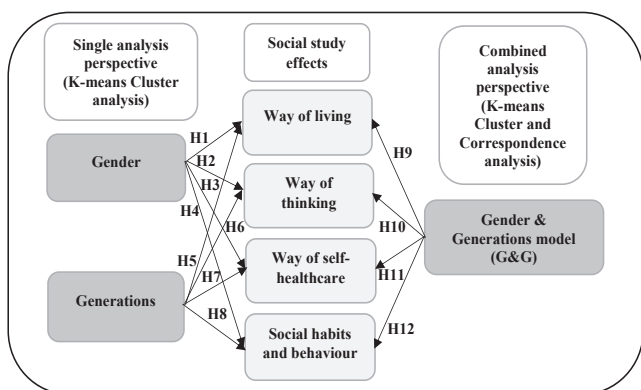 Single analysis
perspective
(K-means Cluster
analysis)
Social study
effects
Combined
analysis
perspective
(K-means
Cluster and
Correspondence
analysis)
Gender
Generations
Way of living
Way of
thinking
Way of self-
healthcare
Social habits
and behaviour
Gender &
Generations model
(G&G)
H1
H2
H3
H4
H5
H6
H7
H8
H9
H10
H11
H12